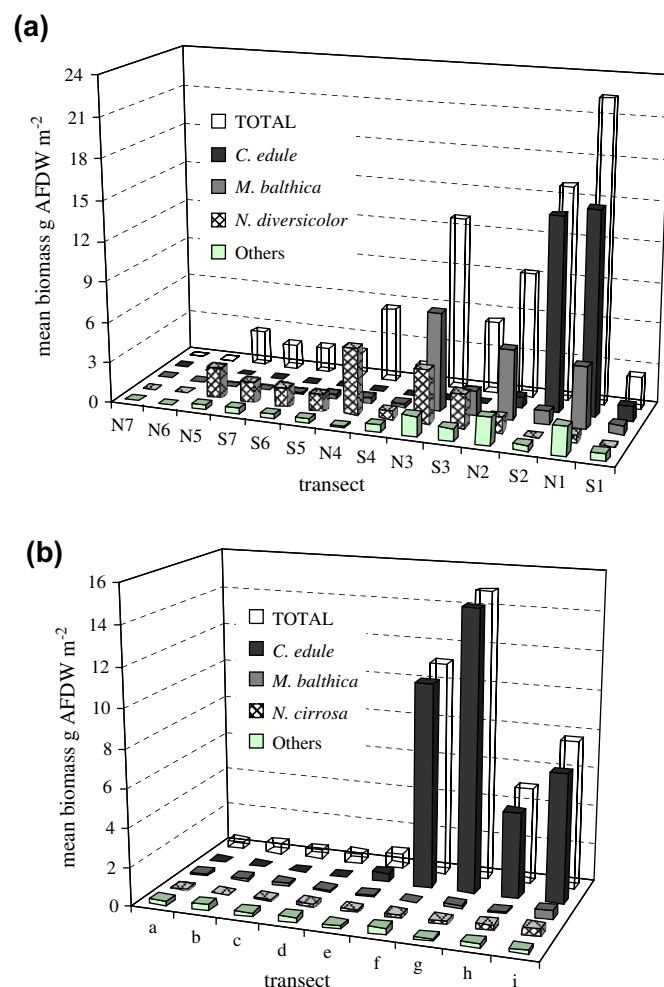 (a)
24
21
18
15
12
9
6
3
0
mean biomass g AFDW m-2
TOTAL
C. edule
M. balthica
N. diversicolor
Others
N7 N6 N5 S7 S6 S5 N4 S4 N3 S3 N2 S2 N1 S1
transect
(b)
16
14
12
10
8
6
4
2
0
mean biomass g AFDW m-2
TOTAL
C. edule
M. balthica
N. cirrosa
Others
a b c d e f g h i
transect